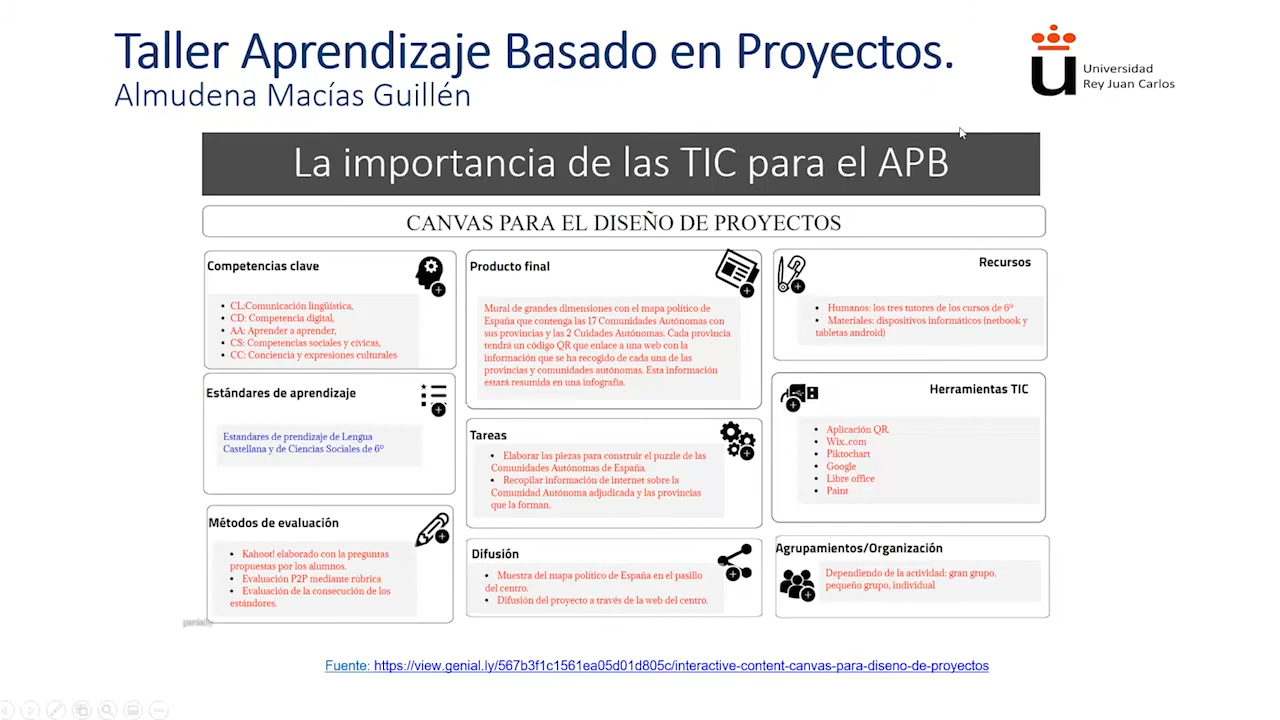 Taller Aprendizaje Basado en Proyectos.
Almudena Macías Guillén
Universidad
Rey Juan Carlos
La importancia de las TIC para el APB
CANVAS PARA EL DISEÑO DE PROYECTOS
Competencias clave
• CL:Comunicación lingüística,
• CD: Competencia digital,
• AA: Aprender a aprender,
• CS: Competencias sociales y cívicas,
• CC: Conciencia y expresiones culturales
Estándares de aprendizaje
Estandares de prendizaje de Lengua
Castellana y de Ciencias Sociales de 6º
Métodos de evaluación
• Kahoot! elaborado con la preguntas
propuestas por los alumnos.
• Evaluación P2P mediante rúbrica
• Evaluación de la consecución de los
estándores.
Producto final
Mural de grandes dimensiones con el mapa político de
España que contenga las 17 Comunidades Autónomas con
sus provincias y las 2 Cuidades Autónomas. Cada provincia
tendrá un código QR que enlace a una web con la
información que se ha recogido de cada una de las
provincias y comunidades autónomas. Esta información
estará resumida en una infografía.
Tareas
• Elaborar las piezas para construir el puzzle de las
Comunidades Autónomas de España.
• Recopilar información de internet sobre la
Comunidad Autónoma adjudicada y las provincias
que la forman.
Difusión
• Muestra del mapa político de España en el pasillo
del centro.
• Difusión del proyecto a través de la web del centro.
Recursos
• Humanos: los tres tutores de los cursos de 6º
• Materiales: dispositivos informáticos (netbook y
tabletas android)
Herramientas TIC
• Aplicación QR.
• Wix..com
• Piktochart
• Google
• Libre office
• Paint
Agrupamientos/Organización
Dependiendo de la actividad: gran grupo,
pequeño grupo, individual
Fuente: https://view.genial.ly/567b3f1c1561ea05d01d805c/interactive-content-canvas-para-diseno-de-proyectos